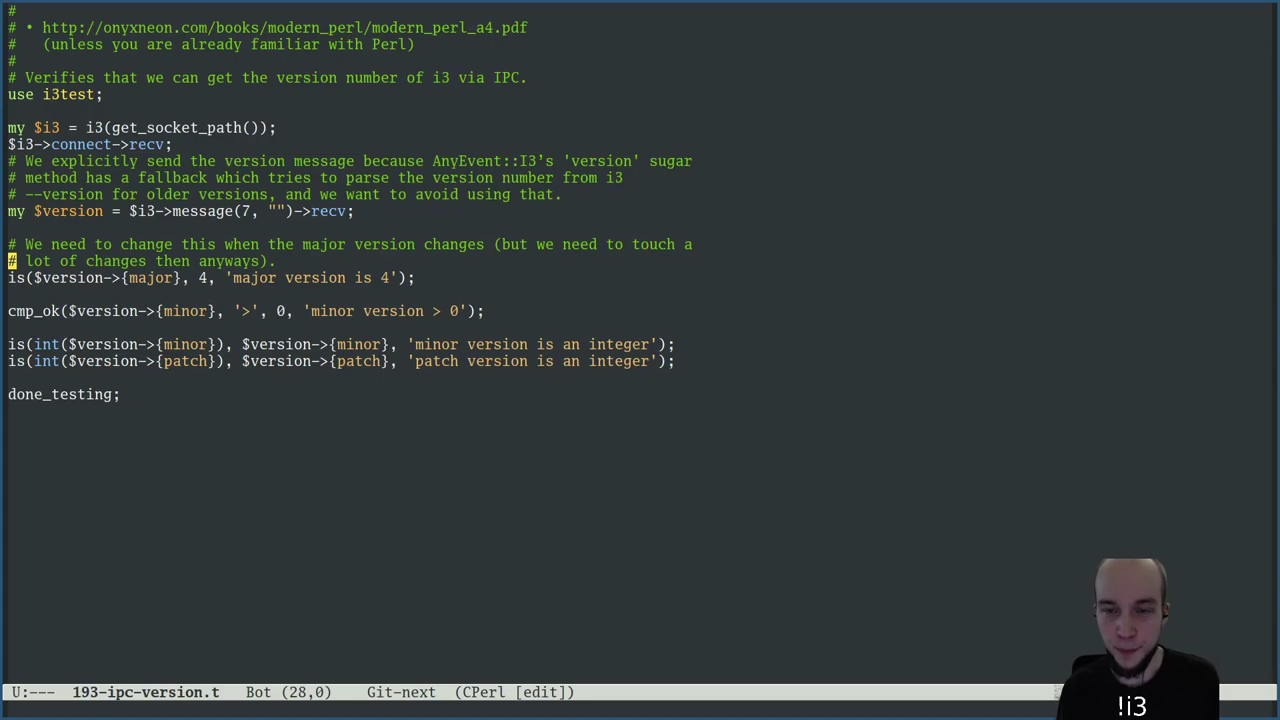 #
# • http://onyxneon.com/books/modern_perl/modern_perl_a4.pdf
#   (unless you are already familiar with Perl)
#
# Verifies that we can get the version number of i3 via IPC.
use i3test;

my $i3 = i3(get_socket_path());
$i3->connect->recv;
# We explicitly send the version message because AnyEvent::I3's 'version' sugar
# method has a fallback which tries to parse the version number from i3
# --version for older versions, and we want to avoid using that.
my $version = $i3->message(7, "")->recv;

# We need to change this when the major version changes (but we need to touch a
# lot of changes then anyways).
is($version->{major}, 4, 'major version is 4');

cmp_ok($version->{minor}, '>', 0, 'minor version > 0');

is(int($version->{minor}), $version->{minor}, 'minor version is an integer');
is(int($version->{patch}), $version->{patch}, 'patch version is an integer');

done_testing;
U:--- 193-ipc-version.t Bot (28,0) Git-next (CPerl [edit])
!i3